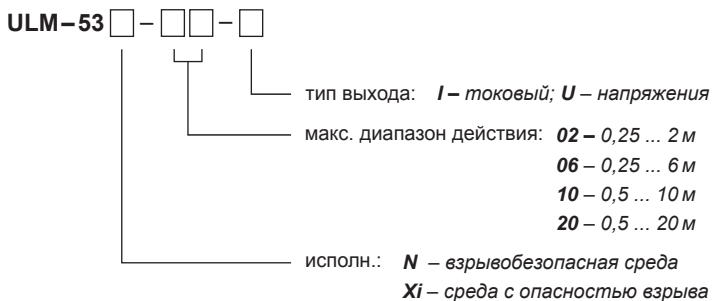 ULM–53 – –
тип выхода: I – токовый; U – напряжения
макс. диапазон действия: 02 – 0,25 ... 2 м
06 – 0,25 ... 6 м
10 – 0,5 ... 10 м
20 – 0,5 ... 20 м
исполн.: N – взрывобезопасная среда
Xi – среда с опасностью взрыва